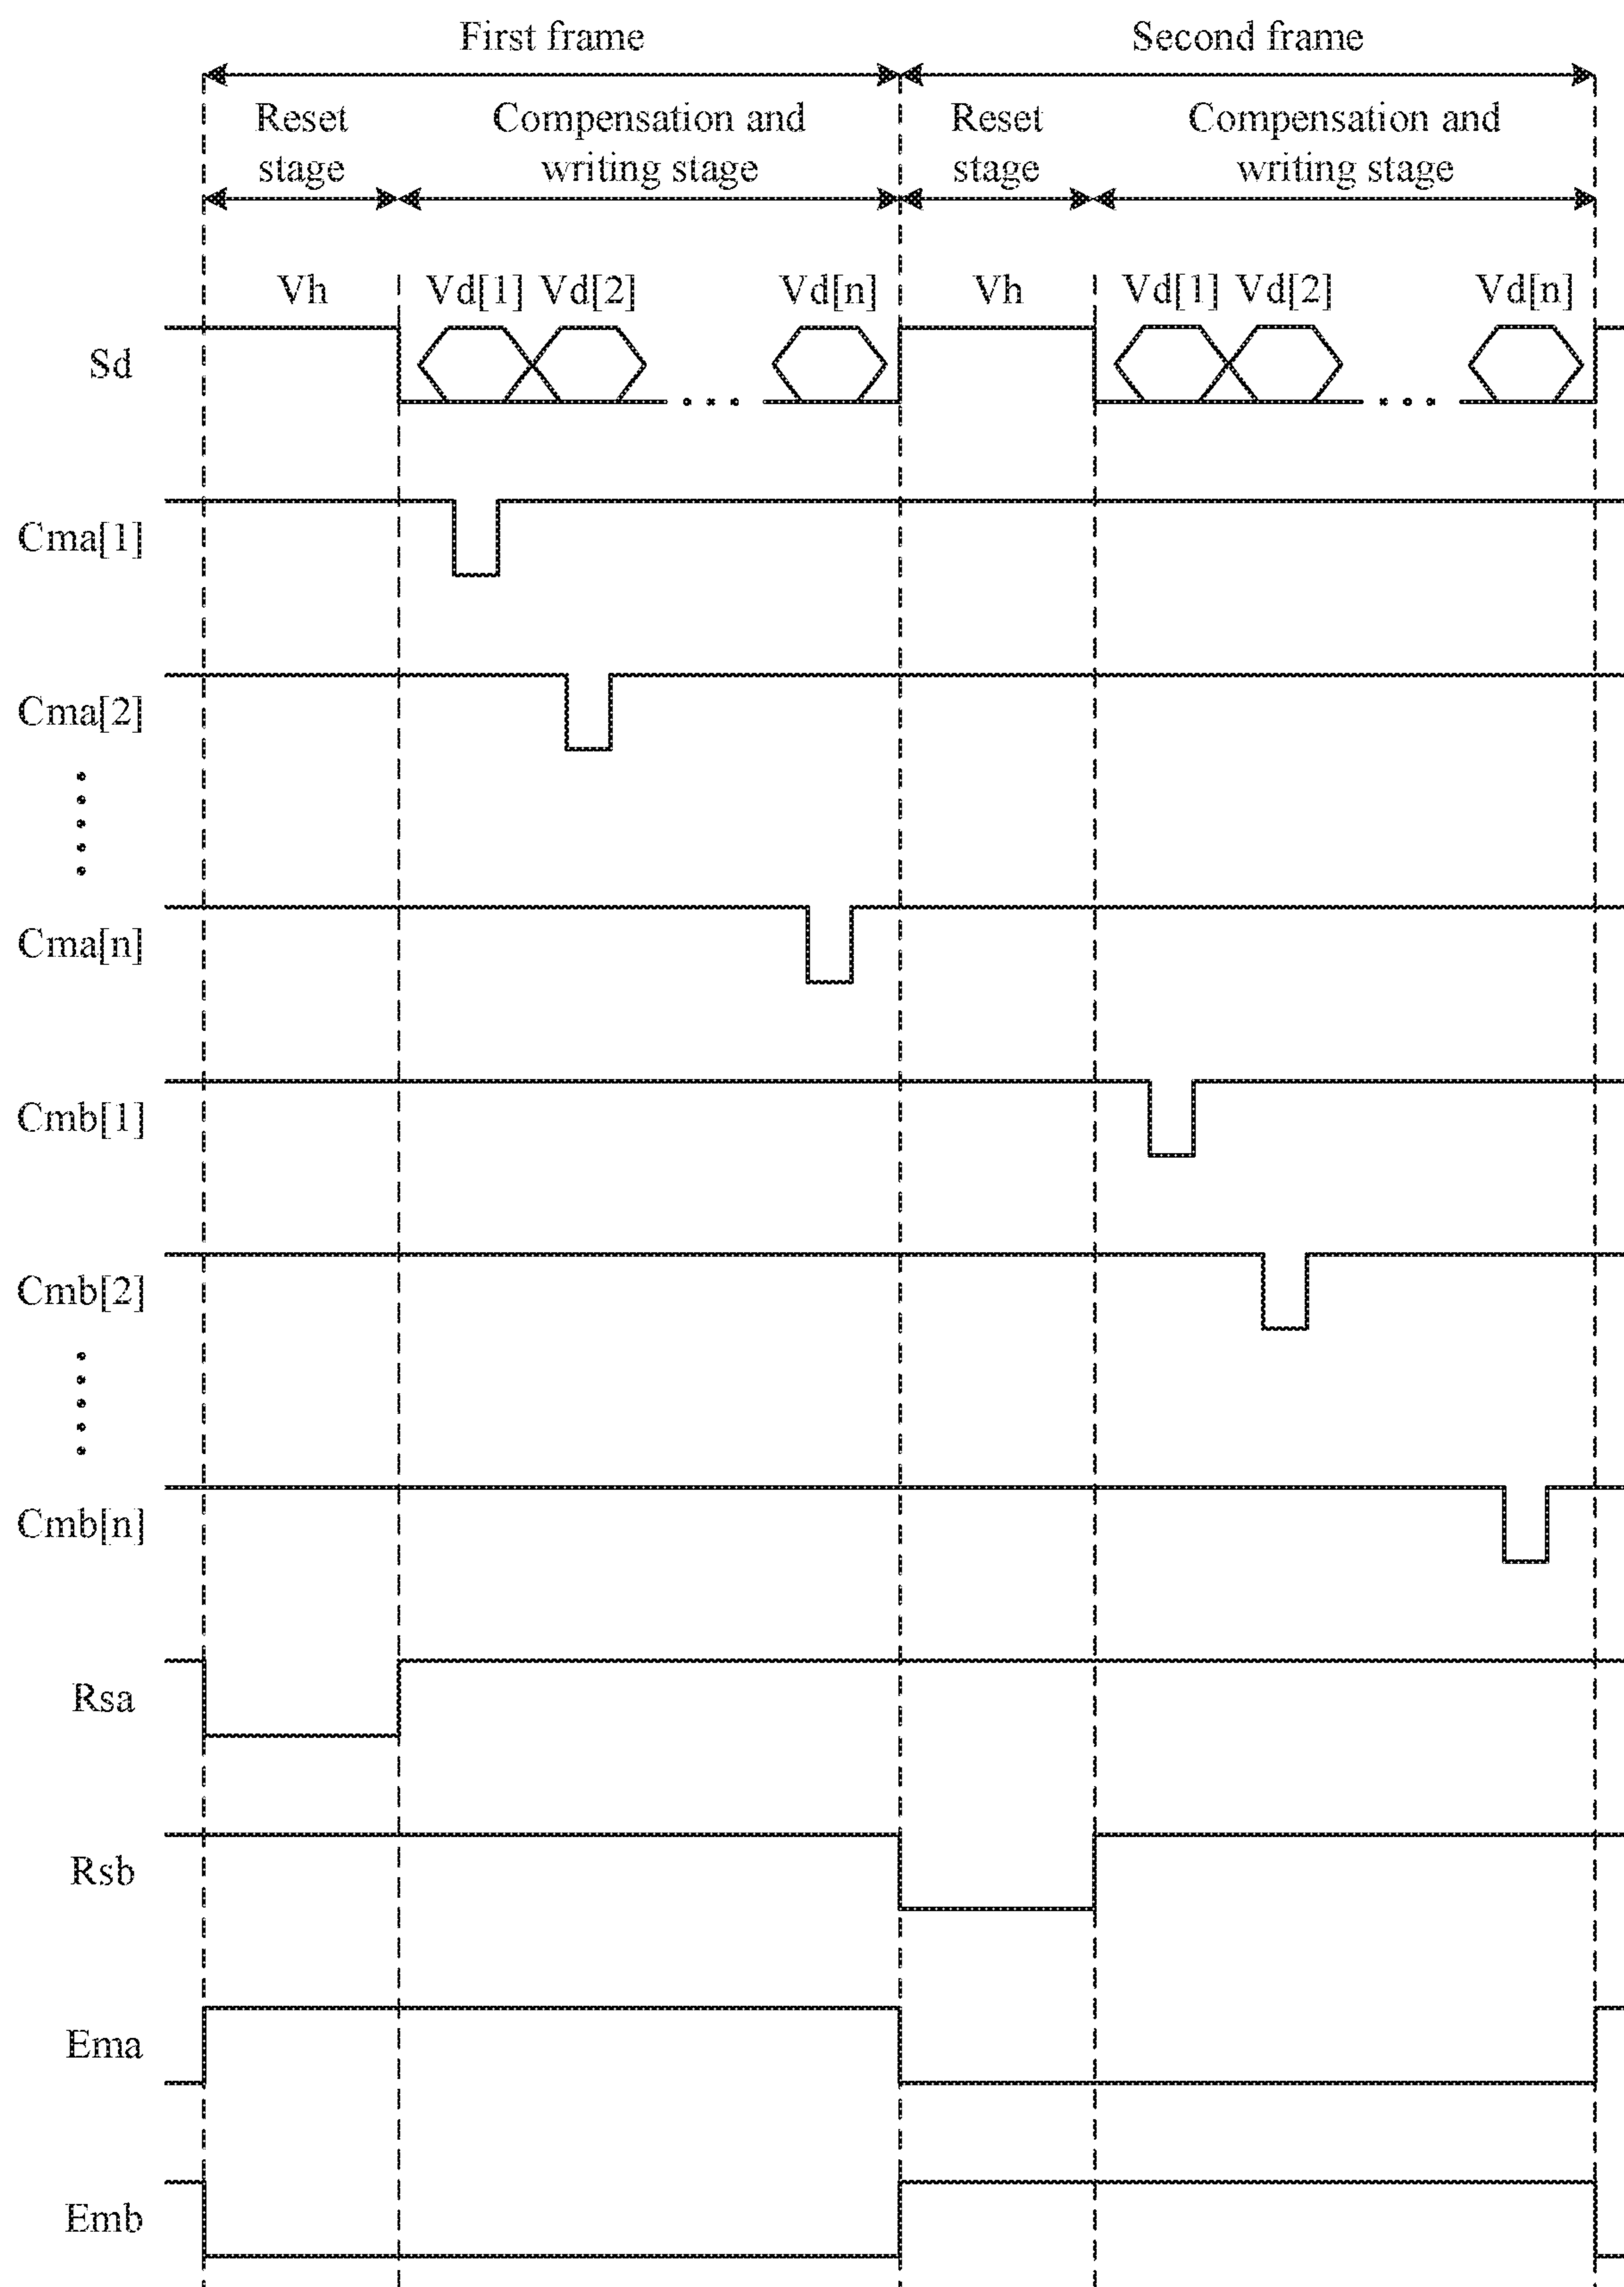 First frame
Second frame
Reset
stage
Compensation and
writing stage
Reset
stage
Compensation and
writing stage
Vh
Vd[1]
Vd[2]
Vd[n]
Vh
Vd[1]
Vd[2]
Vd[n]
Sd
Cma[1]
Cma[2]
Cma[n]
Cmb[1]
Cmb[2]
Cmb[n]
Rsa
Rsb
Ema
Emb